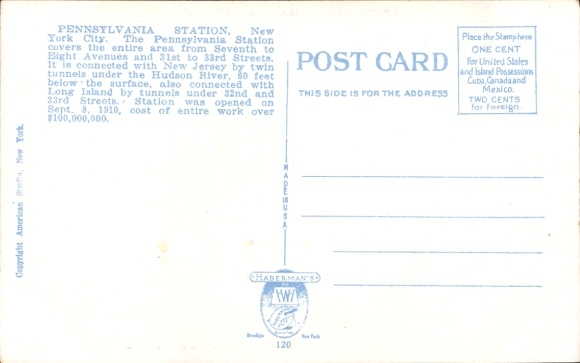 PENNSYLVANIA STATION, New
York City. The Pennsylvania Station
covers the entire area from Seventh to
Eight Avenues and 31st to 33rd Streets.
It is connected with New Jersey by twin
tunnels under the Hudson River, 60 feet
below the surface, also connected with
Long Island by tunnels under 32nd and
33rd Streets. Station was opened on
Sept. 8, 1910, cost of entire work over
$100,000,000.
POST CARD
THIS SIDE IS FOR THE ADDRESS
Place the Stamp here
ONE CENT
for United States
and Island Possessions
Cuba, Canada and
Mexico.
TWO CENTS
for Foreign.
MADE IN USA
Copyright American Studio, New York.
HABERMAN'S
Brooklyn New York
120